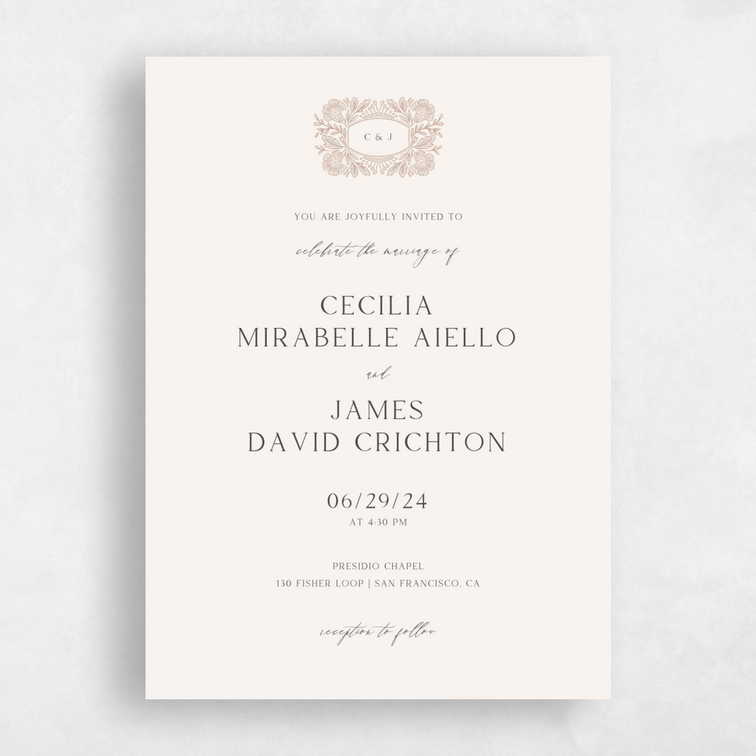 C & J
YOU ARE JOYFULLY INVITED TO
celebrate the marriage of
CECILIA
MIRABELLE AIELLO
and
JAMES
DAVID CRICHTON
06/29/24
AT 4:30 PM
PRESIDIO CHAPEL
130 FISHER LOOP | SAN FRANCISCO, CA
reception to follow